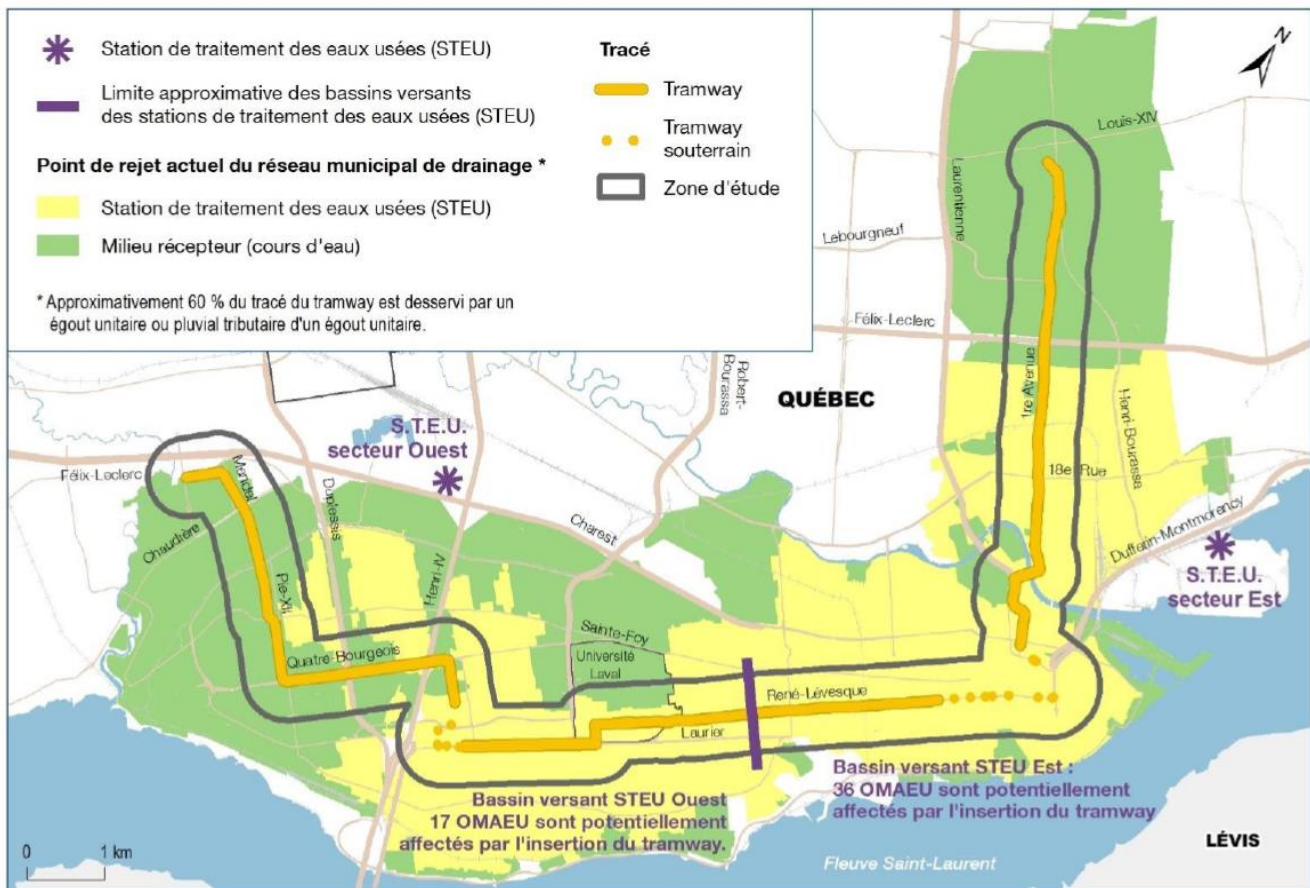 Station de traitement des eaux usées (STEU)
Limite approximative des bassins versants
des stations de traitement des eaux usées (STEU)
Point de rejet actuel du réseau municipal de drainage *
Station de traitement des eaux usées (STEU)
Milieu récepteur (cours d'eau)
* Approximativement 60 % du tracé du tramway est desservi par un
égout unitaire ou pluvial tributaire d'un égout unitaire.
Tracé
Tramway
Tramway
souterrain
Zone d'étude
N
Louis-XIV
Laurentienne
Lebourgneuf
Félix-Leclerc
1re Avenue
Robert-
Bourassa
QUÉBEC
Henri-Bourassa
S.T.E.U.
secteur Ouest
Félix-Leclerc
Mendel
18e Rue
Duplessis
Chaudière
Charest
Dufferin-Montmorency
Henri-IV
Pie-XII
S.T.E.U.
secteur Est
Sainte-Foy
Université
Laval
Quatre-Bourgeois
René-Lévesque
Laurier
Bassin versant STEU Ouest
17 OMAEU sont potentiellement
affectés par l'insertion du tramway.
Bassin versant STEU Est :
36 OMAEU sont potentiellement
affectés par l'insertion du tramway
LÉVIS
0 1 km
Fleuve Saint-Laurent